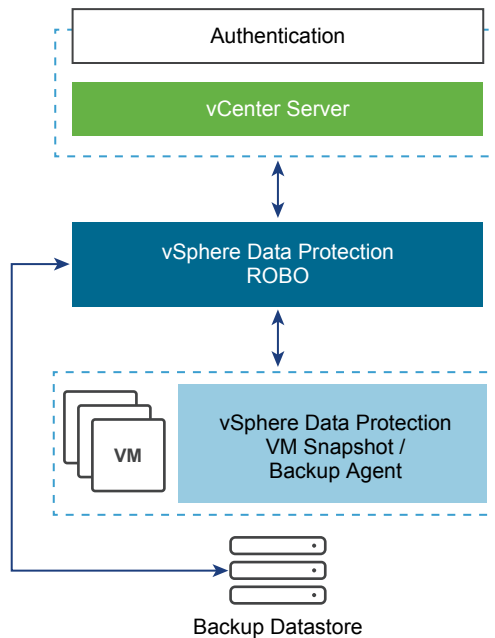 Authentication
vCenter Server
vSphere Data Protection
ROBO
VM
vSphere Data Protection
VM Snapshot /
Backup Agent
Backup Datastore